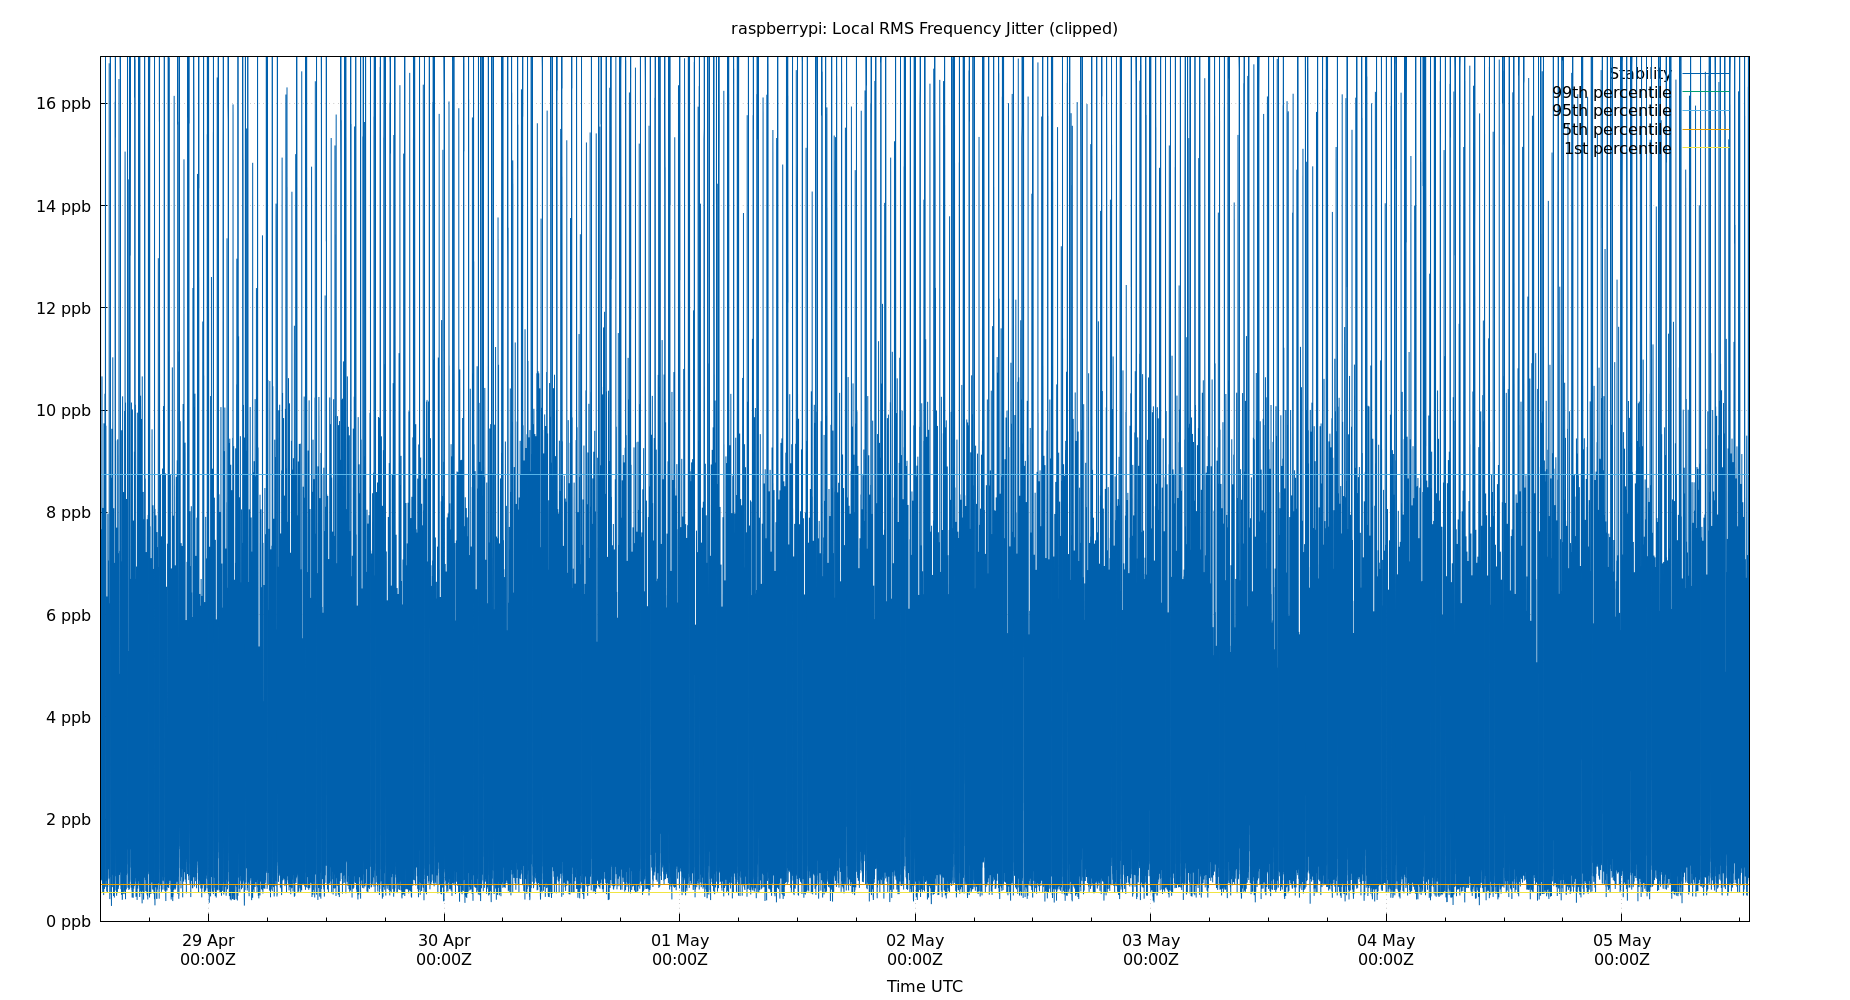 raspberrypi: Local RMS Frequency Jitter (clipped)
Stability
99th percentile
95th percentile
5th percentile
1st percentile
16 ppb
14 ppb
12 ppb
10 ppb
8 ppb
6 ppb
4 ppb
2 ppb
0 ppb
29 Apr 30 Apr 01 May 02 May 03 May 04 May 05 May
00:00Z 00:00Z 00:00Z 00:00Z 00:00Z 00:00Z 00:00Z
Time UTC